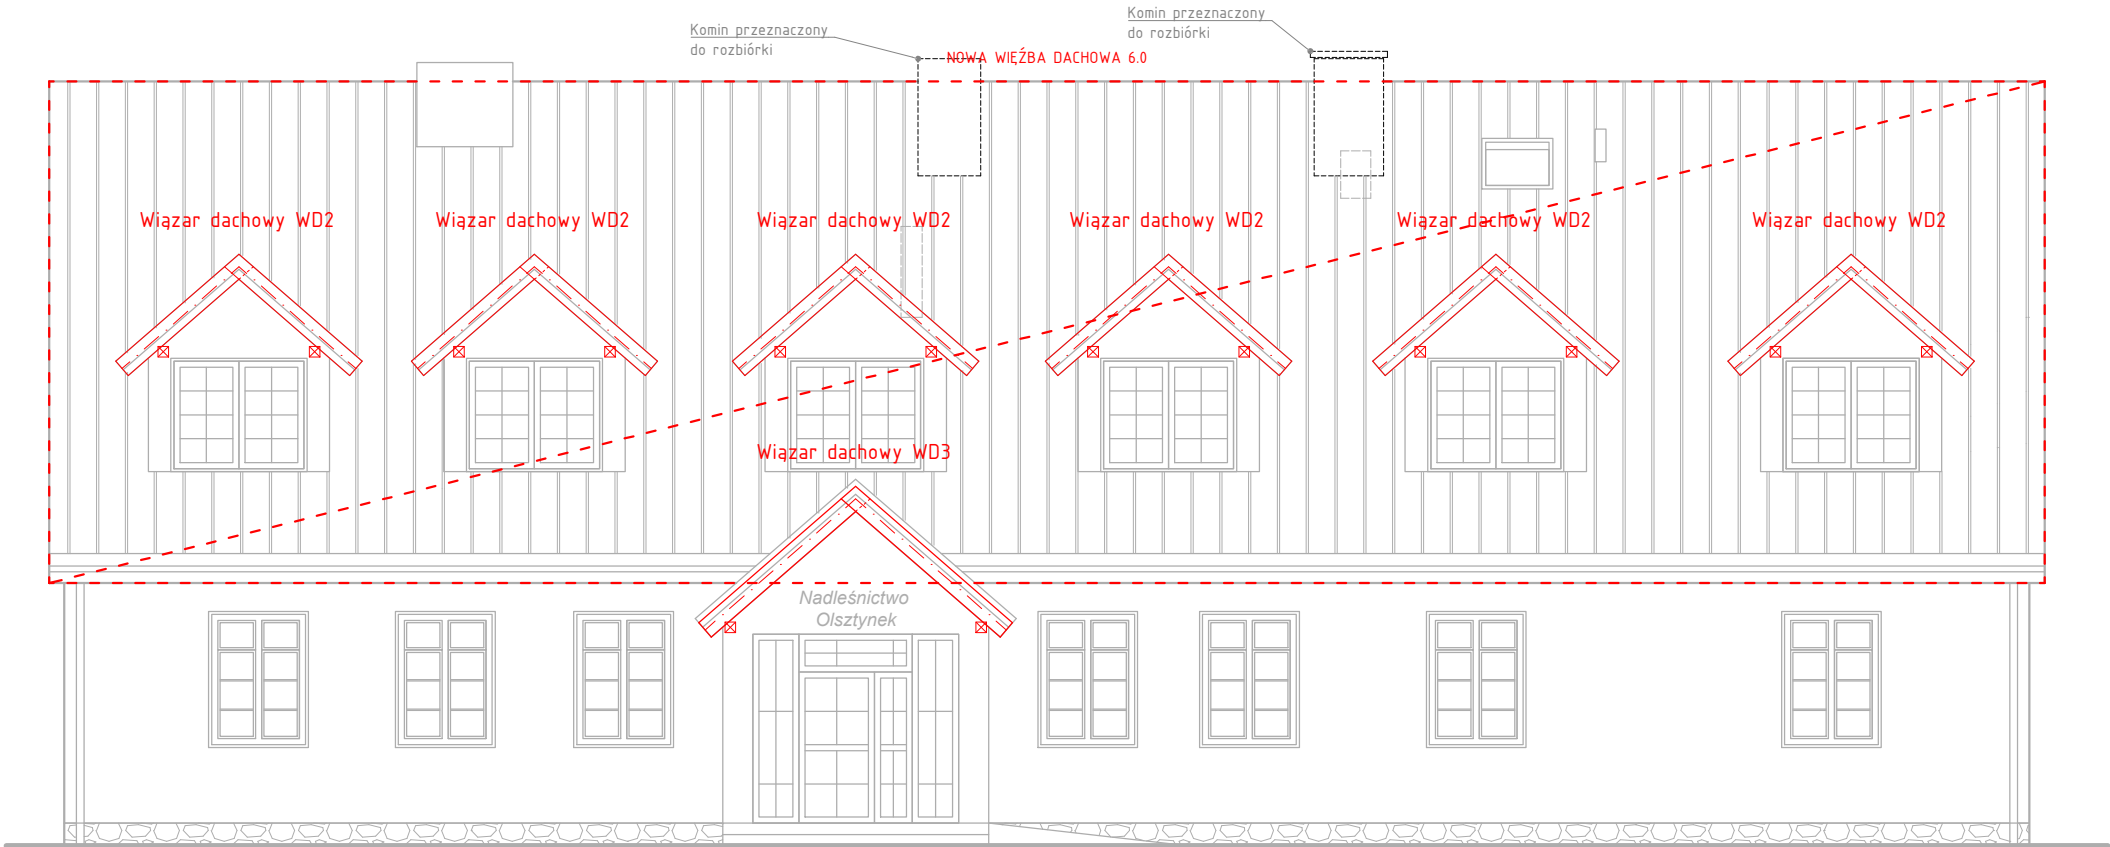 Komin przeznaczony
do rozbiórki
Komin przeznaczony
do rozbiórki
NOWA WIĘŹBA DACHOWA 6.0
Wiązar dachowy WD2
Wiązar dachowy WD2
Wiązar dachowy WD2
Wiązar dachowy WD2
Wiązar dachowy WD2
Wiązar dachowy WD2
Wiązar dachowy WD3
Nadleśnictwo
Olsztynek